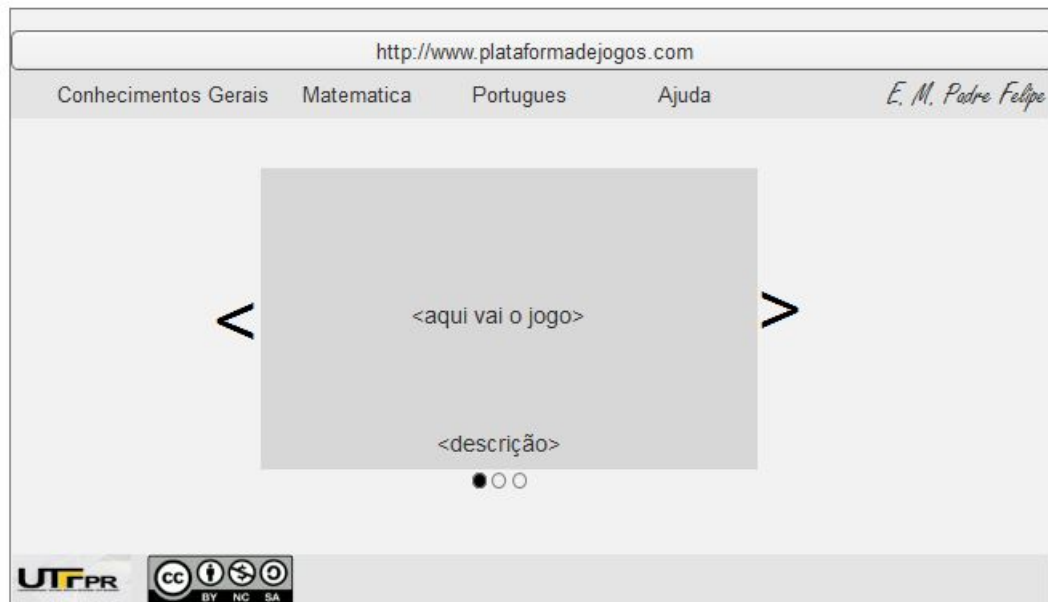 http://www.plataformadejogos.com
Conhecimentos Gerais Matematica Portugues Ajuda E. M. Padre Felipe
< >
<aqui vai o jogo>
<descrição>
UTFPR cc BY NC SA